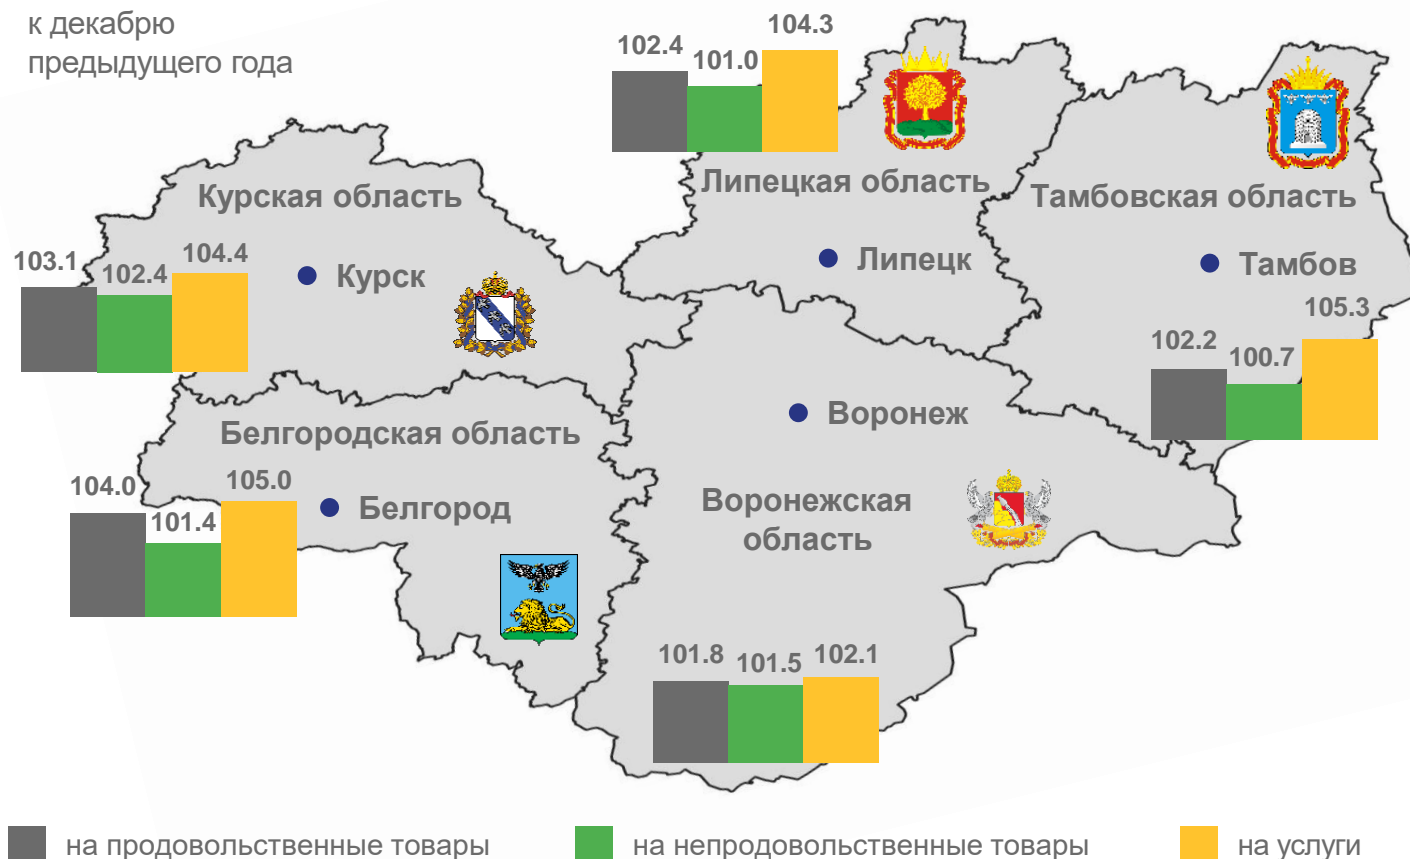 к декабрю
предыдущего года
102.4
101.0
104.3
Липецкая область
Липецк
Курская область
Курск
103.1
102.4
104.4
Тамбовская область
Тамбов
102.2
100.7
105.3
Белгородская область
Белгород
104.0
101.4
105.0
Воронеж
Воронежская
область
101.8
101.5
102.1
на продовольственные товары
на непродовольственные товары
на услуги